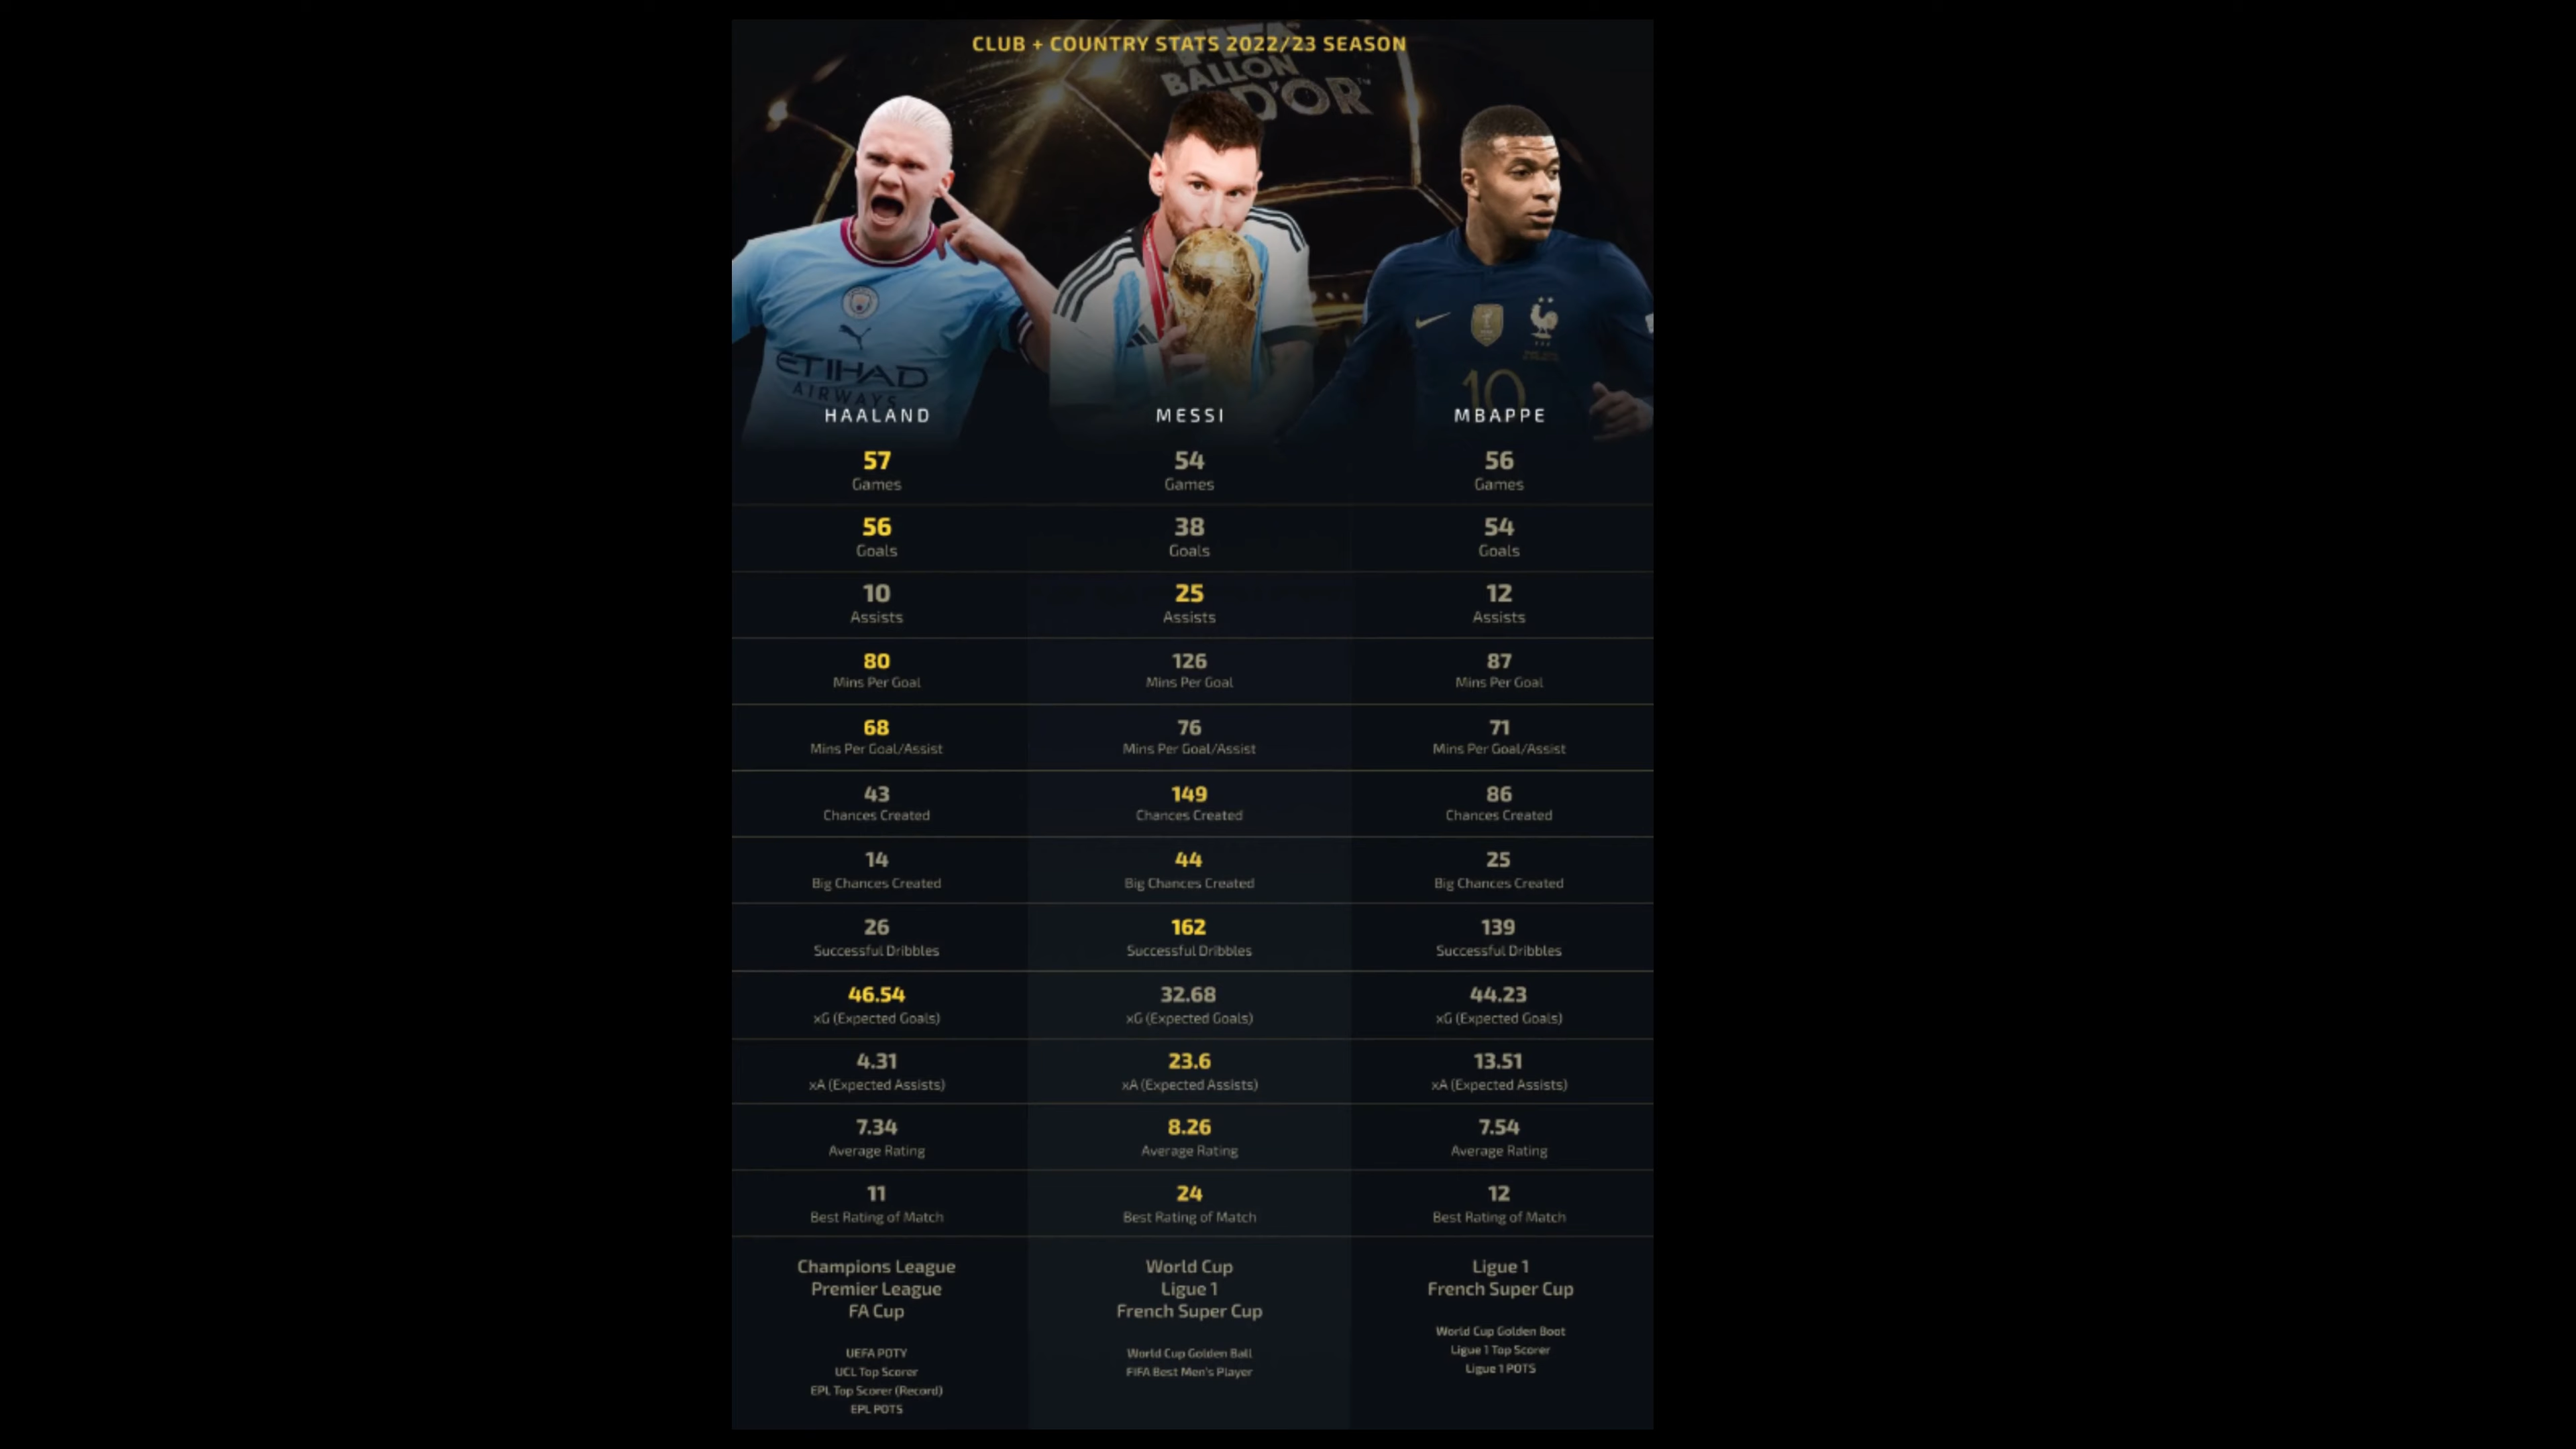 CLUB + COUNTRY STATS 2022/23 SEASON
FIFA
BALLON
D'OR™
ETIHAD
AIRWAYS
10
HAALAND MESSI MBAPPE
57 54 56
Games Games Games
56 38 54
Goals Goals Goals
10 25 12
Assists Assists Assists
80 126 87
Mins Per Goal Mins Per Goal Mins Per Goal
68 76 71
Mins Per Goal/Assist Mins Per Goal/Assist Mins Per Goal/Assist
43 149 86
Chances Created Chances Created Chances Created
14 44 25
Big Chances Created Big Chances Created Big Chances Created
26 162 139
Successful Dribbles Successful Dribbles Successful Dribbles
46.54 32.68 44.23
xG (Expected Goals) xG (Expected Goals) xG (Expected Goals)
4.31 23.6 13.51
xA (Expected Assists) xA (Expected Assists) xA (Expected Assists)
7.34 8.26 7.54
Average Rating Average Rating Average Rating
11 24 12
Best Rating of Match Best Rating of Match Best Rating of Match
Champions League
Premier League
FA Cup
UEFA POTY
UCL Top Scorer
EPL Top Scorer (Record)
EPL POTS
World Cup
Ligue 1
French Super Cup
World Cup Golden Ball
FIFA Best Men's Player
Ligue 1
French Super Cup
World Cup Golden Boot
Ligue 1 Top Scorer
Ligue 1 POTS